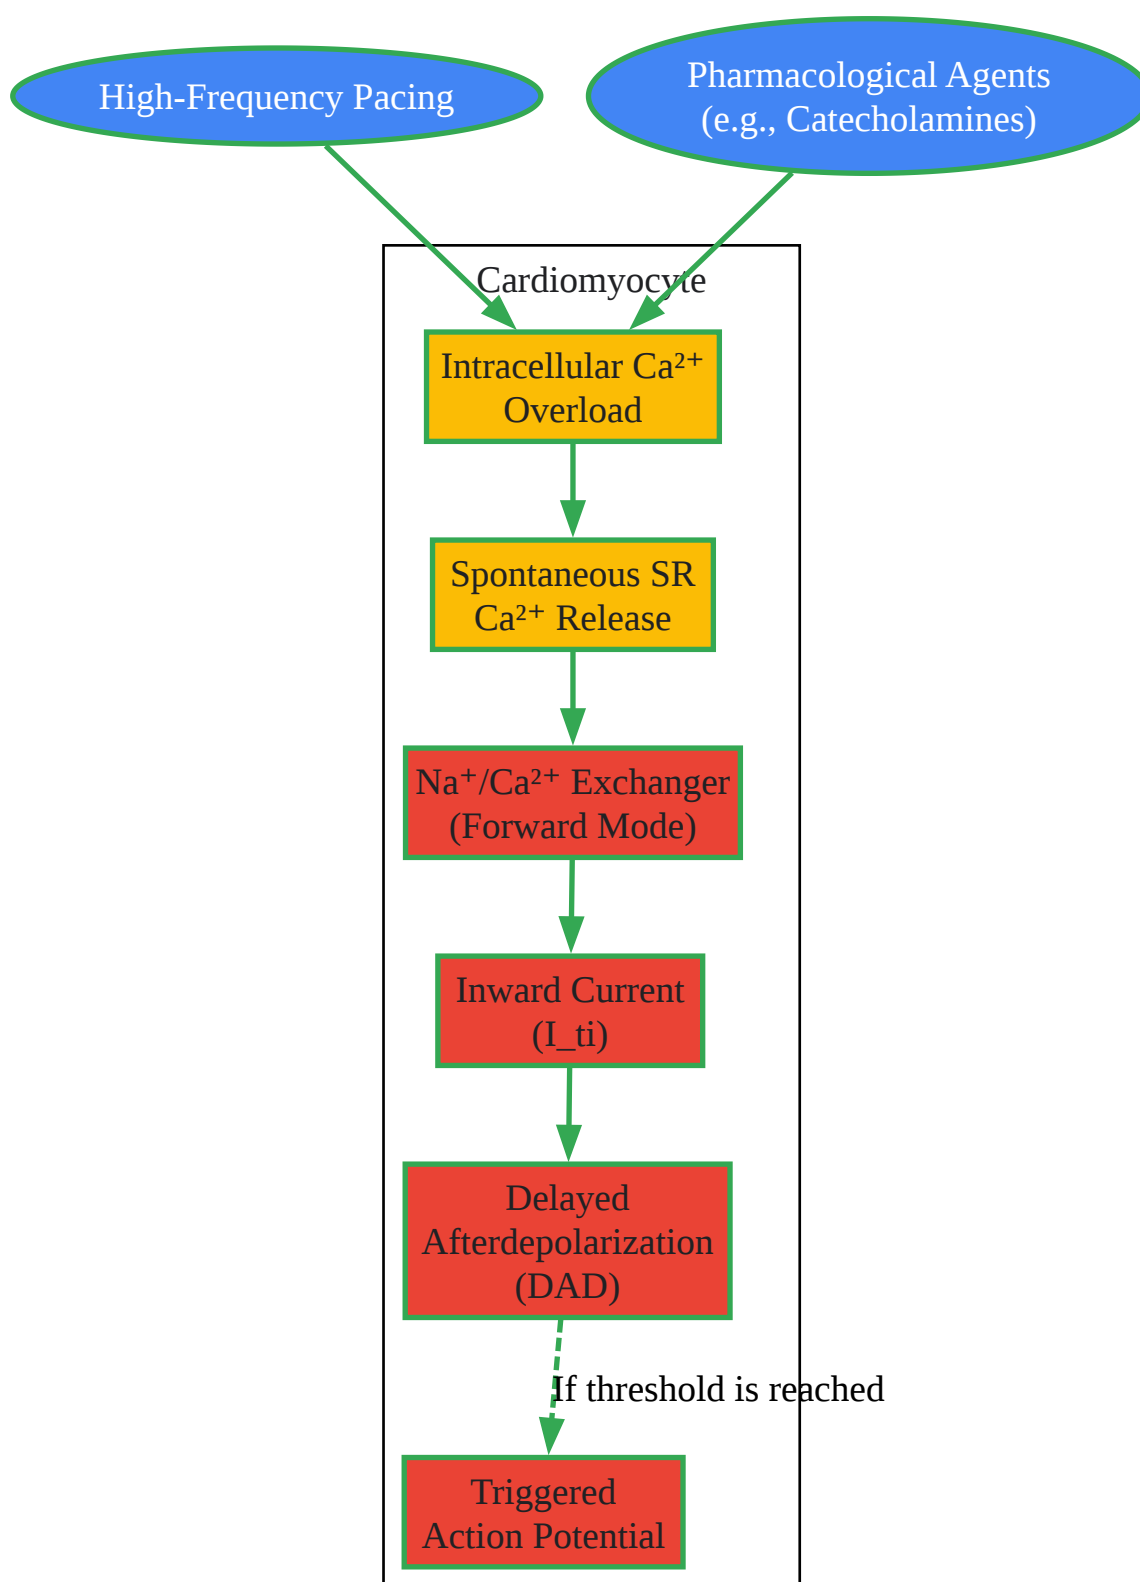 High-Frequency Pacing
Pharmacological Agents
(e.g., Catecholamines)
Cardiomyocyte
Intracellular Ca²⁺
Overload
Spontaneous SR
Ca²⁺ Release
Na⁺/Ca²⁺ Exchanger
(Forward Mode)
Inward Current
(I_ti)
Delayed
Afterdepolarization
(DAD)
If threshold is reached
Triggered
Action Potential